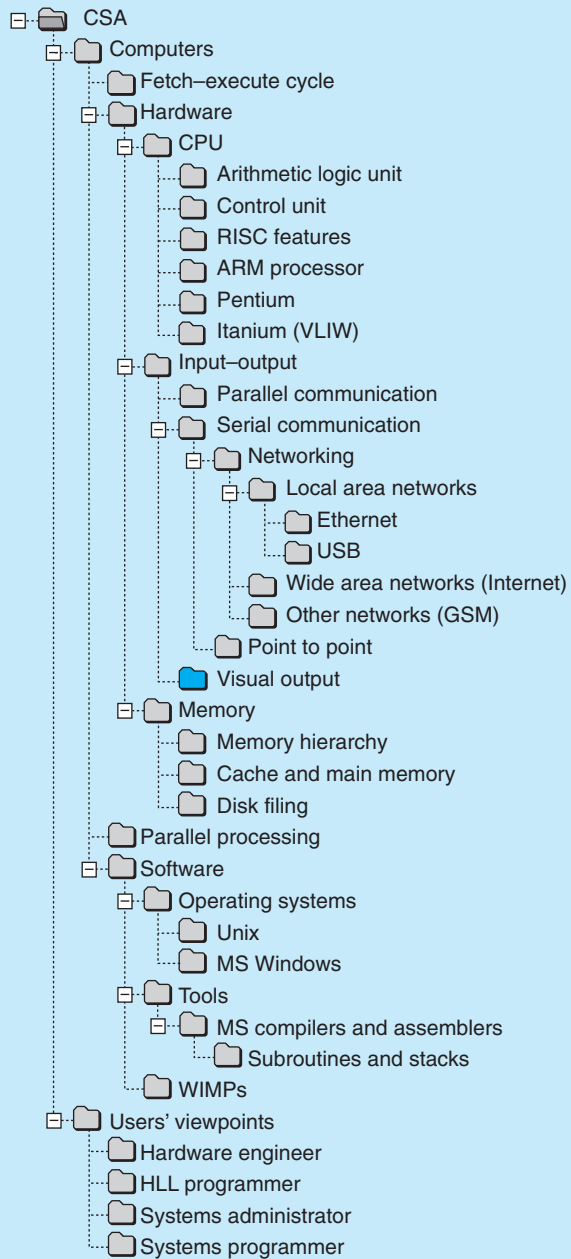 CSA
Computers
Fetch–execute cycle
Hardware
CPU
Arithmetic logic unit
Control unit
RISC features
ARM processor
Pentium
Itanium (VLIW)
Input–output
Parallel communication
Serial communication
Networking
Local area networks
Ethernet
USB
Wide area networks (Internet)
Other networks (GSM)
Point to point
Visual output
Memory
Memory hierarchy
Cache and main memory
Disk filing
Parallel processing
Software
Operating systems
Unix
MS Windows
Tools
MS compilers and assemblers
Subroutines and stacks
WIMPs
Users’ viewpoints
Hardware engineer
HLL programmer
Systems administrator
Systems programmer